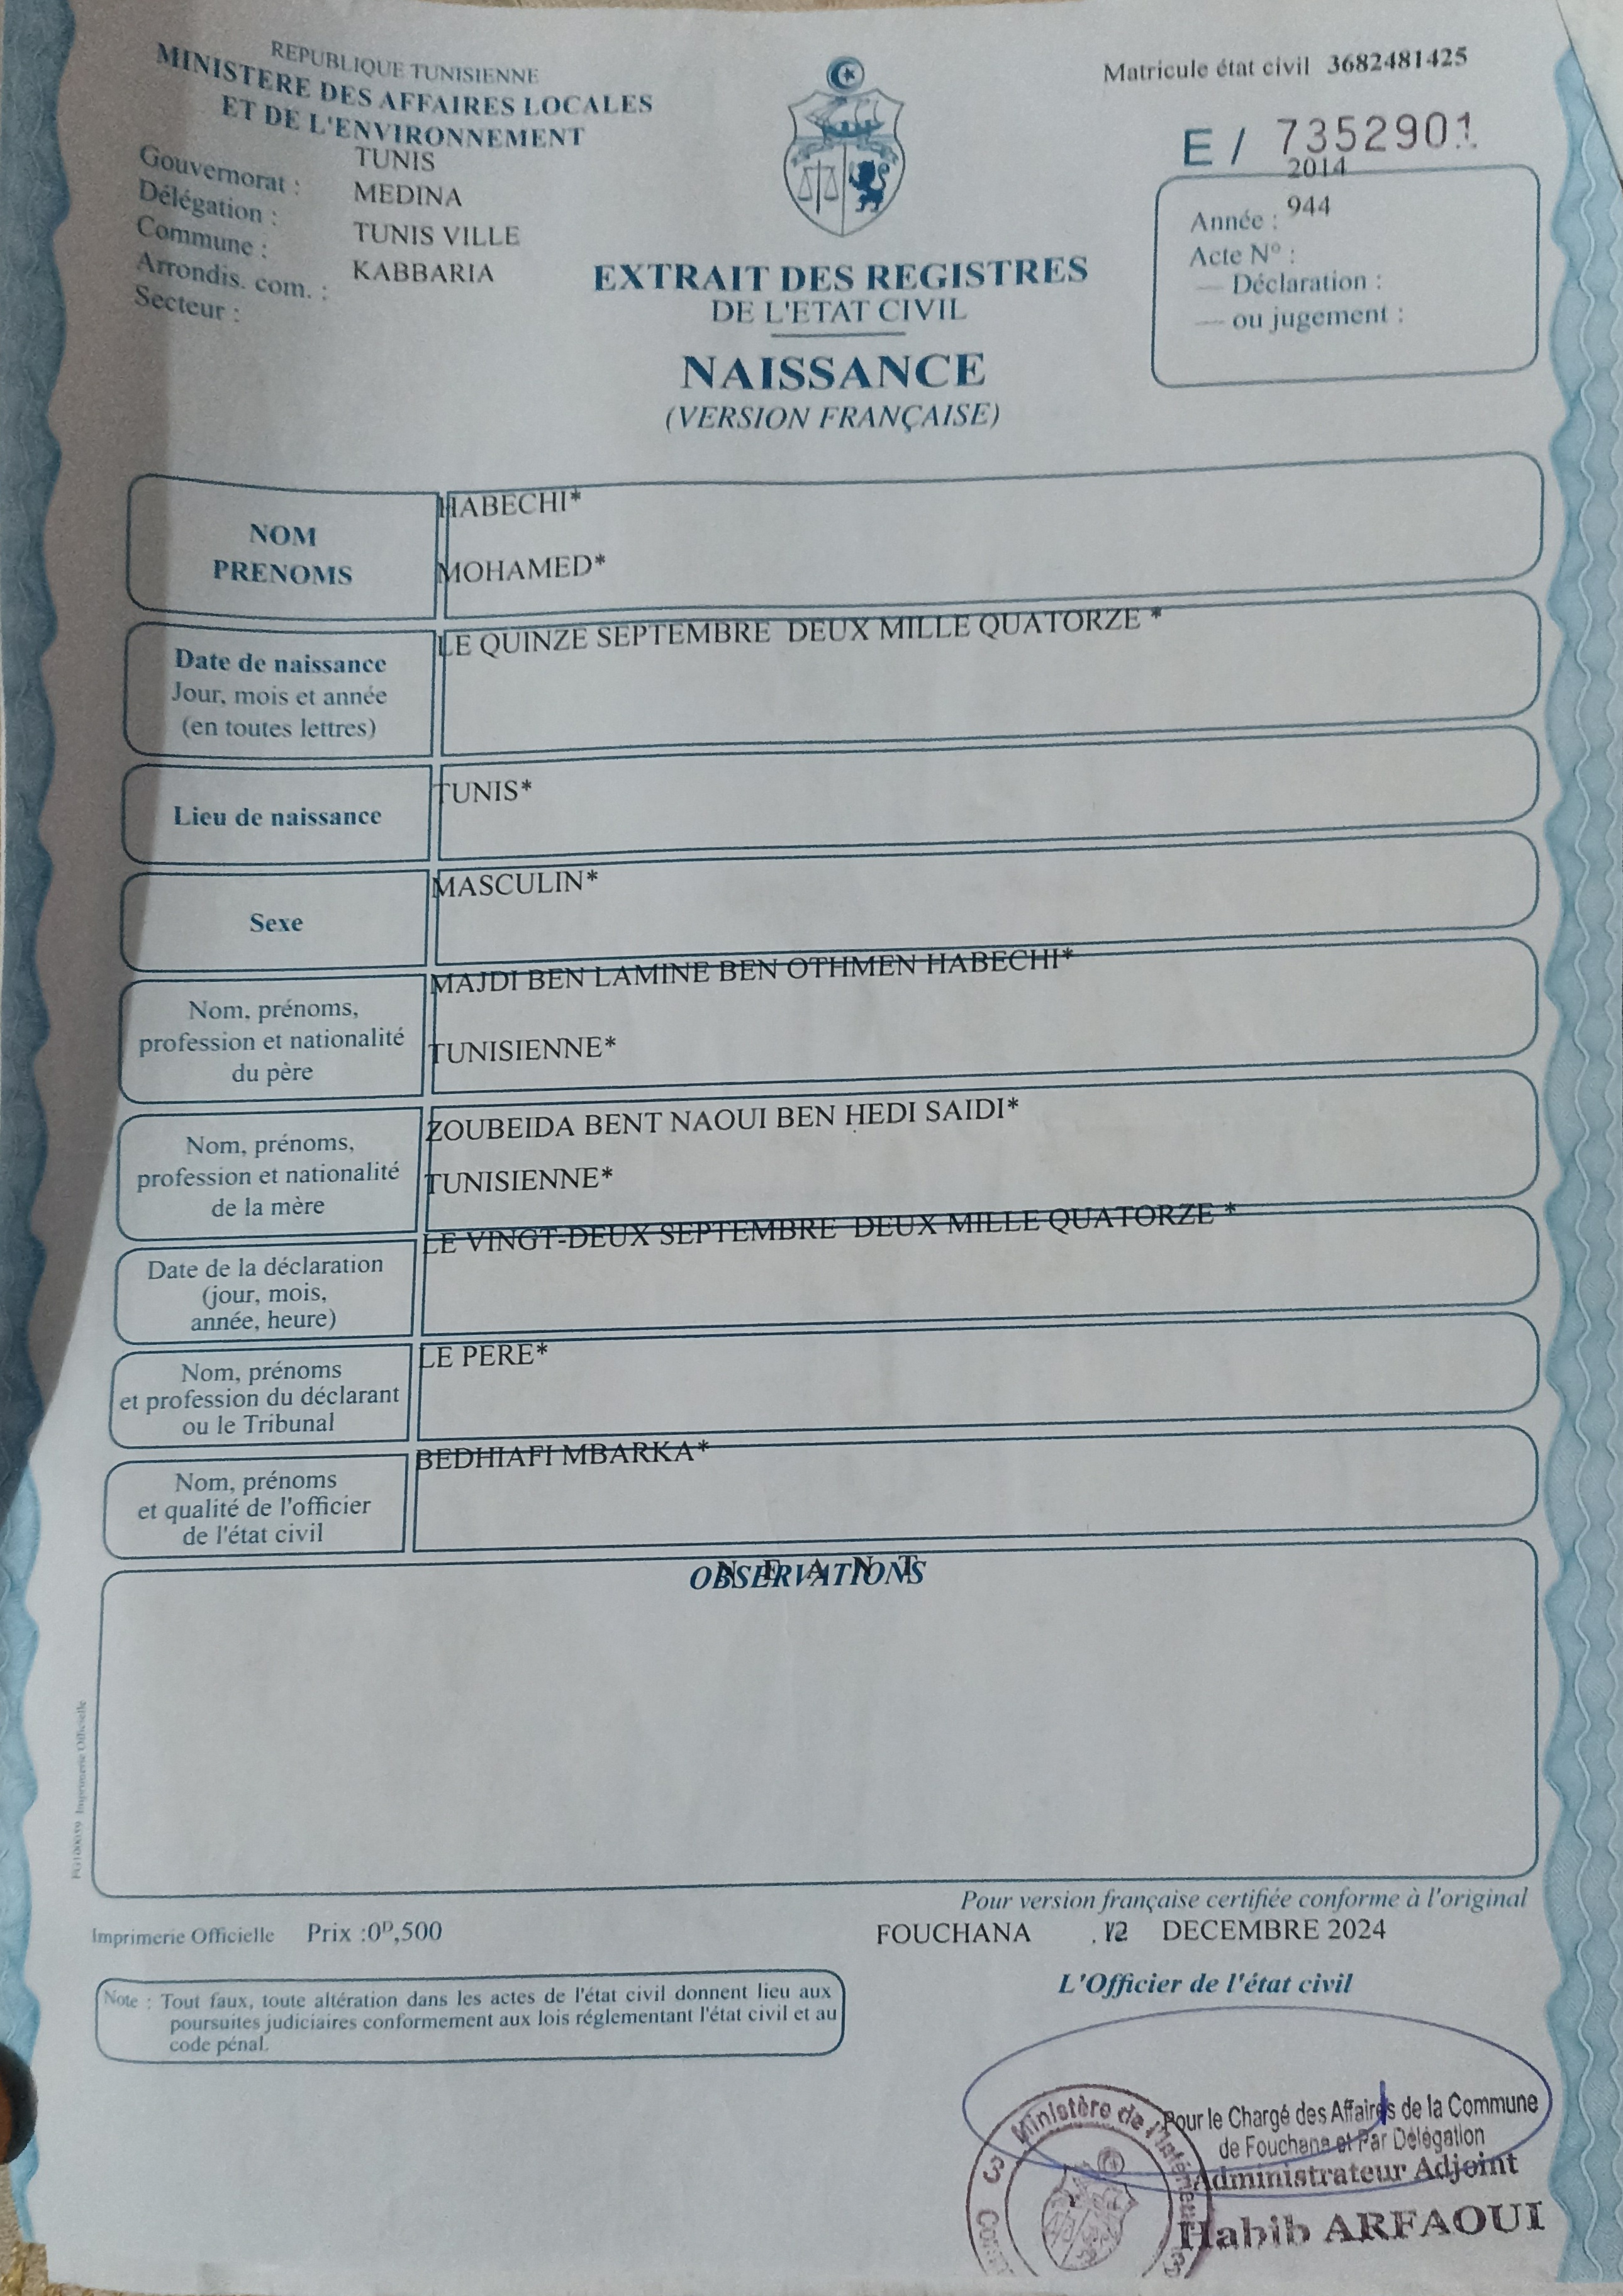 REPUBLIQUE TUNISIENNE
MINISTERE DES AFFAIRES LOCALES
ET DE L'ENVIRONNEMENT
Gouvernorat : TUNIS
Délégation : MEDINA
Commune : TUNIS VILLE
Arrondis. com. : KABBARIA
Secteur :
Matricule état civil 3682481425
E / 7352901
2014
Année : 944
Acte N° :
— Déclaration :
— ou jugement :
EXTRAIT DES REGISTRES
DE L'ETAT CIVIL
NAISSANCE
(VERSION FRANÇAISE)
NOM
PRENOMS
HABECHI*
MOHAMED*
Date de naissance
Jour, mois et année
(en toutes lettres)
LE QUINZE SEPTEMBRE DEUX MILLE QUATORZE *
Lieu de naissance
TUNIS*
Sexe
MASCULIN*
Nom, prénoms,
profession et nationalité
du père
MAJDI BEN LAMINE BEN OTHMEN HABECHI*
TUNISIENNE*
Nom, prénoms,
profession et nationalité
de la mère
ZOUBEIDA BENT NAOUI BEN HEDI SAIDI*
TUNISIENNE*
Date de la déclaration
(jour, mois,
année, heure)
LE VINGT-DEUX SEPTEMBRE DEUX MILLE QUATORZE *
Nom, prénoms
et profession du déclarant
ou le Tribunal
LE PERE*
Nom, prénoms
et qualité de l'officier
de l'état civil
BEDHIAFI MBARKA*
OBSERVATIONS
N E A N T
Imprimerie Officielle
Pour version française certifiée conforme à l'original
Imprimerie Officielle Prix :0ᴰ,500
FOUCHANA 12 DECEMBRE 2024
L'Officier de l'état civil
Note : Tout faux, toute altération dans les actes de l'état civil donnent lieu aux
poursuites judiciaires conformement aux lois réglementant l'état civil et au
code pénal.
Ministère de l'Intérieur
Pour le Chargé des Affaires de la Commune
de Fouchana et Par Délégation
Administrateur Adjoint
Habib ARFAOUI